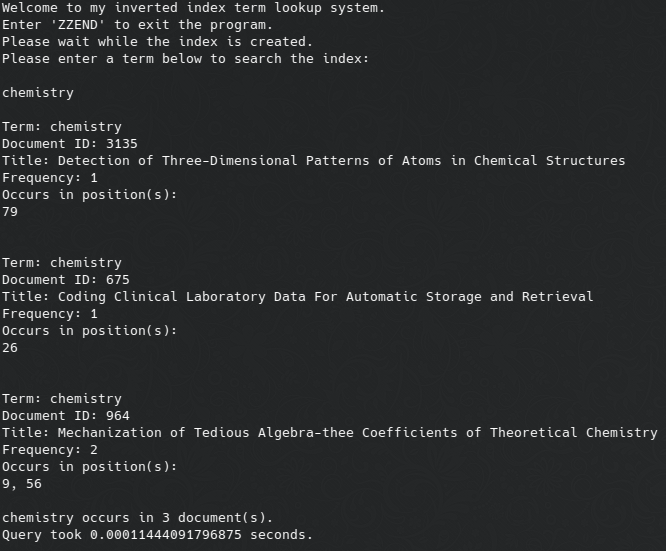 Welcome to my inverted index term lookup system.
Enter 'ZZEND' to exit the program.
Please wait while the index is created.
Please enter a term below to search the index:
chemistry
Term: chemistry
Document ID: 3135
Title: Detection of Three-Dimensional Patterns of Atoms in Chemical Structures
Frequency: 1
Occurs in position(s):
79
Term: chemistry
Document ID: 675
Title: Coding Clinical Laboratory Data For Automatic Storage and Retrieval
Frequency: 1
Occurs in position(s):
26
Term: chemistry
Document ID: 964
Title: Mechanization of Tedious Algebra-thee Coefficients of Theoretical Chemistry
Frequency: 2
Occurs in position(s):
9, 56
chemistry occurs in 3 document(s).
Query took 0.00011444091796875 seconds.